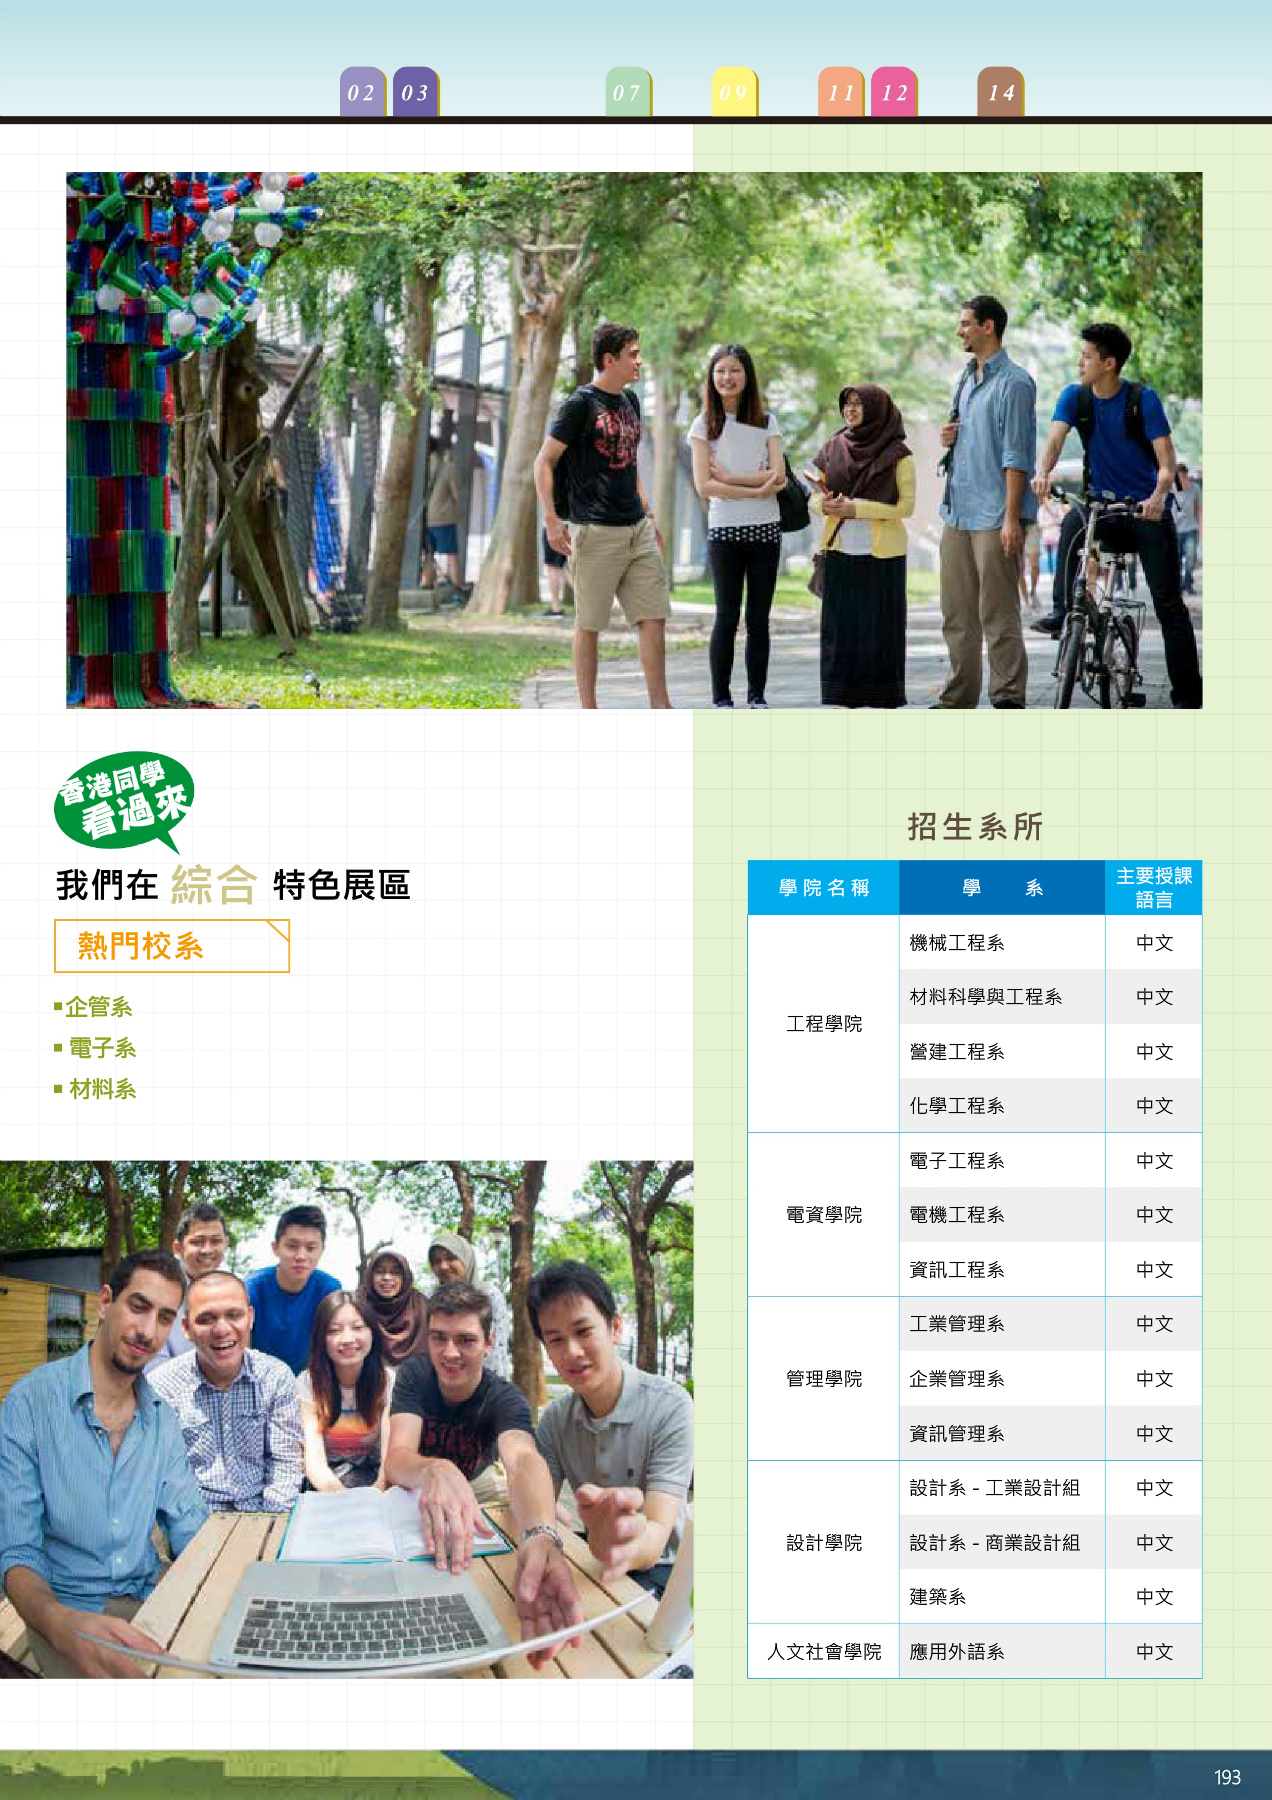 02 03 07 09 11 12 14
香港同學
看過來
我們在 綜合 特色展區
熱門校系
▪企管系
▪ 電子系
▪ 材料系
招生系所
學院名稱 學 系 主要授課
語言
工程學院
機械工程系 中文
材料科學與工程系 中文
營建工程系 中文
化學工程系 中文
電資學院
電子工程系 中文
電機工程系 中文
資訊工程系 中文
管理學院
工業管理系 中文
企業管理系 中文
資訊管理系 中文
設計學院
設計系 - 工業設計組 中文
設計系 - 商業設計組 中文
建築系 中文
人文社會學院 應用外語系 中文
193